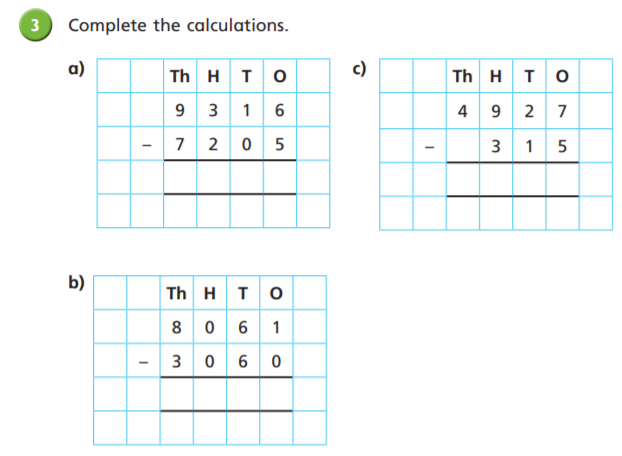 3 Complete the calculations.
a)
Th H T O
9 3 1 6
– 7 2 0 5
c)
Th H T O
4 9 2 7
– 3 1 5
b)
Th H T O
8 0 6 1
– 3 0 6 0